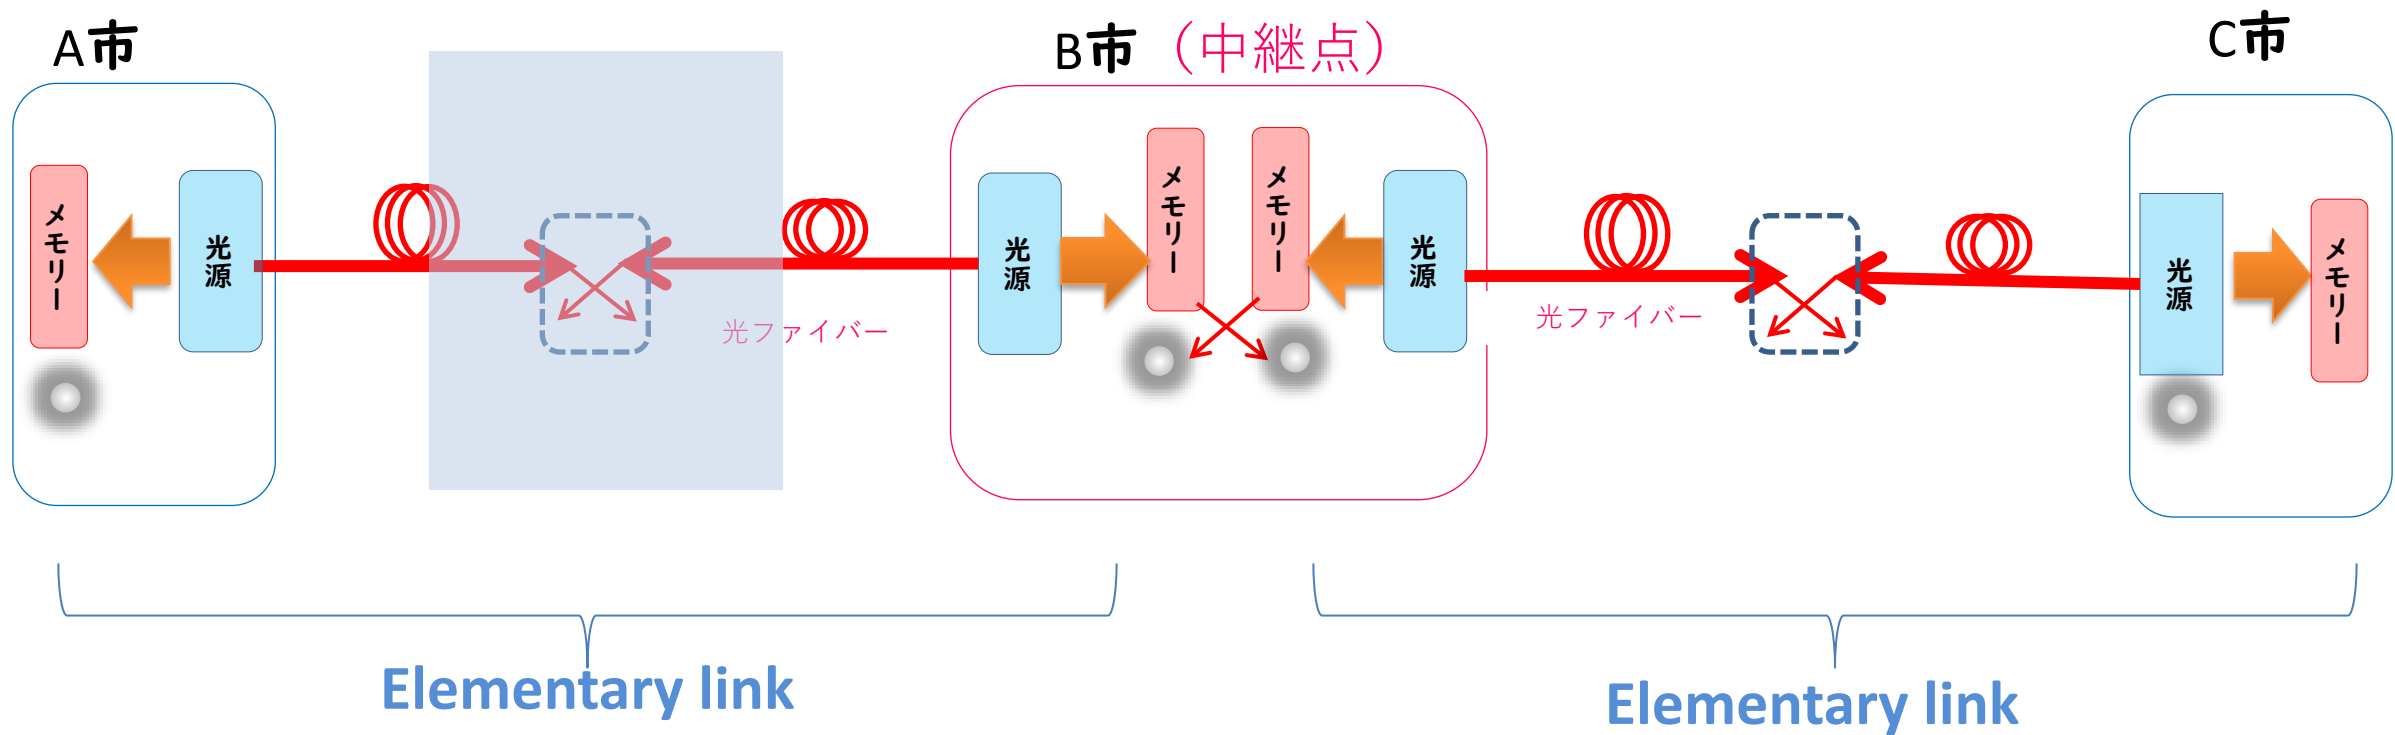 A市
B市（中継点）
C市
メモリー
光源
光ファイバー
光源
メモリー
メモリー
光源
光ファイバー
光源
メモリー
Elementary link
Elementary link